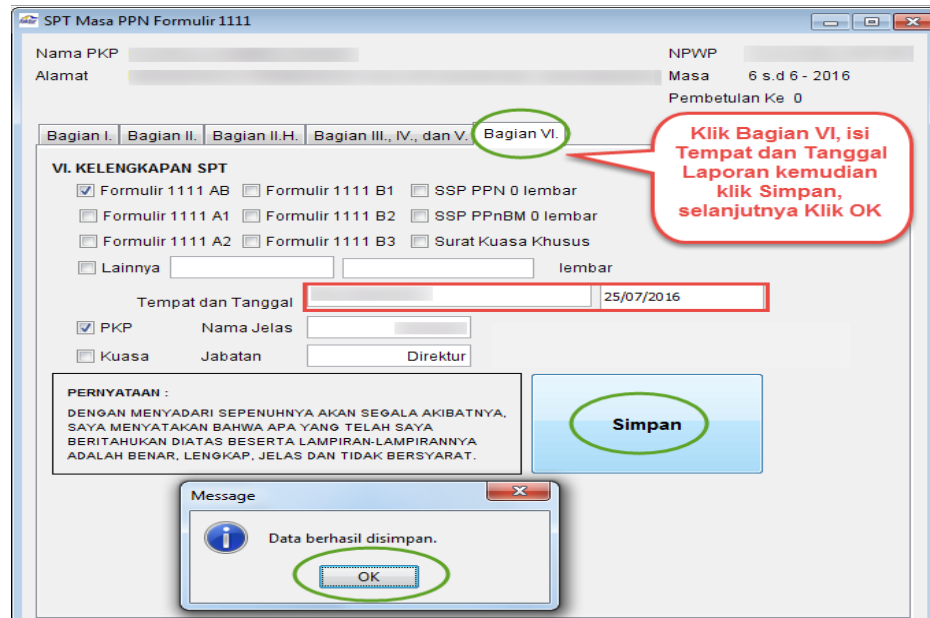 SPT Masa PPN Formulir 1111
Nama PKP
NPWP
Alamat
Masa 6 s.d 6 - 2016
Pembetulan Ke 0
Bagian I. Bagian II. Bagian II.H. Bagian III., IV., dan V. Bagian VI.
Klik Bagian VI, isi
Tempat dan Tanggal
Laporan kemudian
klik Simpan,
selanjutnya Klik OK
VI. KELENGKAPAN SPT
Formulir 1111 AB Formulir 1111 B1 SSP PPN 0 lembar
Formulir 1111 A1 Formulir 1111 B2 SSP PPnBM 0 lembar
Formulir 1111 A2 Formulir 1111 B3 Surat Kuasa Khusus
Lainnya lembar
Tempat dan Tanggal 25/07/2016
PKP Nama Jelas
Kuasa Jabatan Direktur
PERNYATAAN :
DENGAN MENYADARI SEPENUHNYA AKAN SEGALA AKIBATNYA,
SAYA MENYATAKAN BAHWA APA YANG TELAH SAYA
BERITAHUKAN DIATAS BESERTA LAMPIRAN-LAMPIRANNYA
ADALAH BENAR, LENGKAP, JELAS DAN TIDAK BERSYARAT.
Simpan
Message
Data berhasil disimpan.
OK